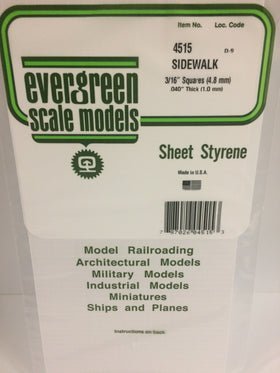 Item No. Loc. Code
4515 D-9
SIDEWALK
3/16" Squares (4.8 mm)
.040" Thick (1.0 mm)
evergreen
scale models
Sheet Styrene
Made in U.S.A.
Model Railroading
Architectural Models
Military Models
Industrial Models
Miniatures
Ships and Planes
Instructions on back